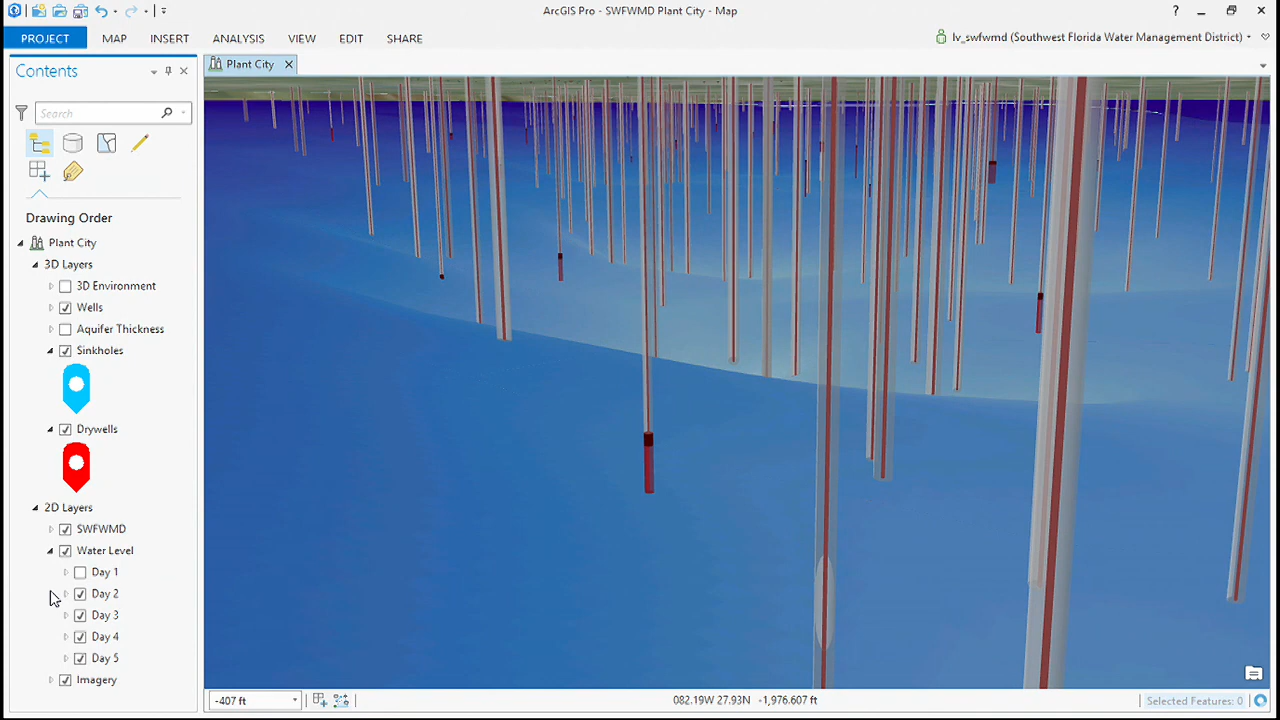 ArcGIS Pro - SWFWMD Plant City - Map
PROJECT MAP INSERT ANALYSIS VIEW EDIT SHARE
lv_swfwmd (Southwest Florida Water Management District)
Contents
Plant City
Search
Drawing Order
Plant City
3D Layers
3D Environment
Wells
Aquifer Thickness
Sinkholes
Drywells
2D Layers
SWFWMD
Water Level
Day 1
Day 2
Day 3
Day 4
Day 5
Imagery
-407 ft
082.19W 27.93N -1,976.607 ft
Selected Features: 0